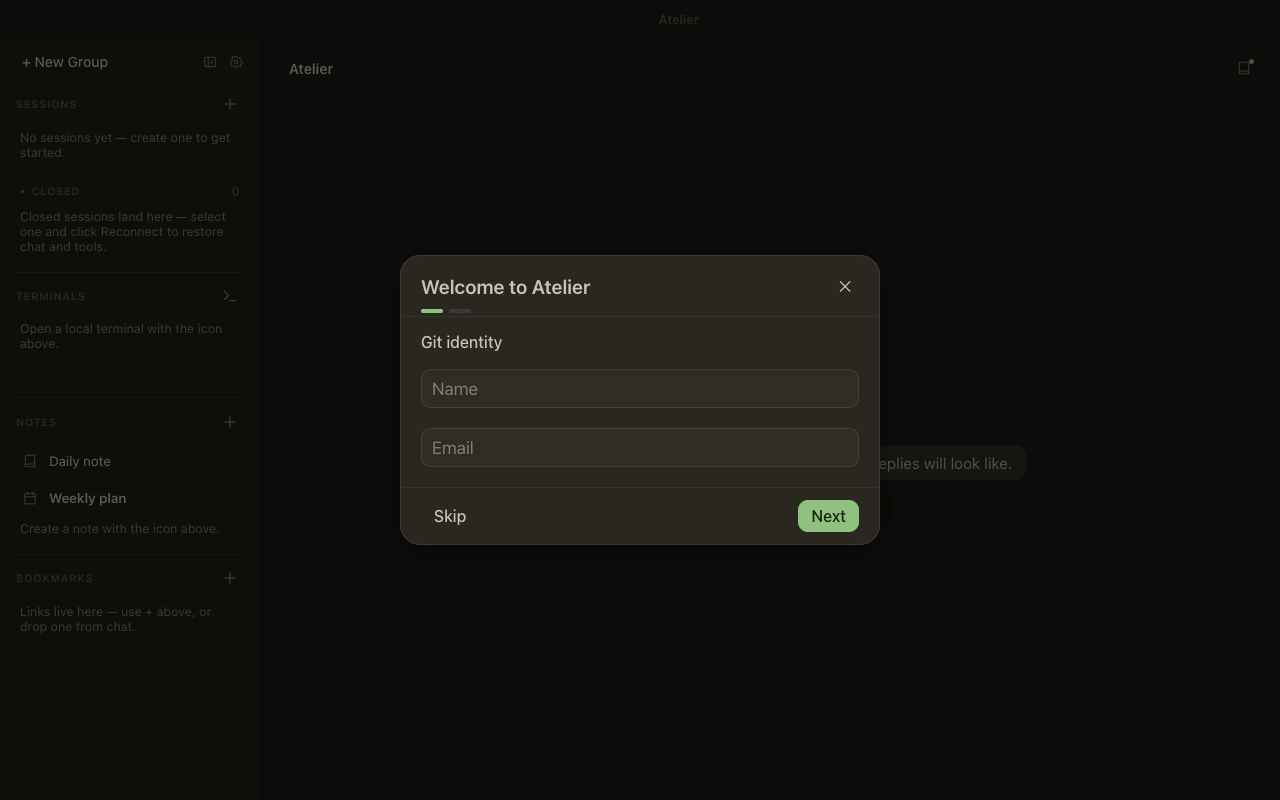 Atelier
+ New Group
Atelier
SESSIONS
No sessions yet — create one to get
started.
• CLOSED 0
Closed sessions land here — select
one and click Reconnect to restore
chat and tools.
TERMINALS
Open a local terminal with the icon
above.
NOTES
Daily note
Weekly plan
Create a note with the icon above.
BOOKMARKS
Links live here — use + above, or
drop one from chat.
Welcome to Atelier
Git identity
Name
Email
Skip
Next
will look like.